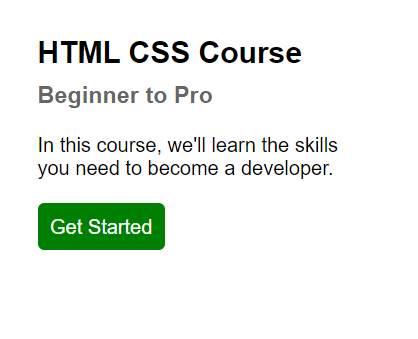 HTML CSS Course
Beginner to Pro
In this course, we'll learn the skills
you need to become a developer.
Get Started